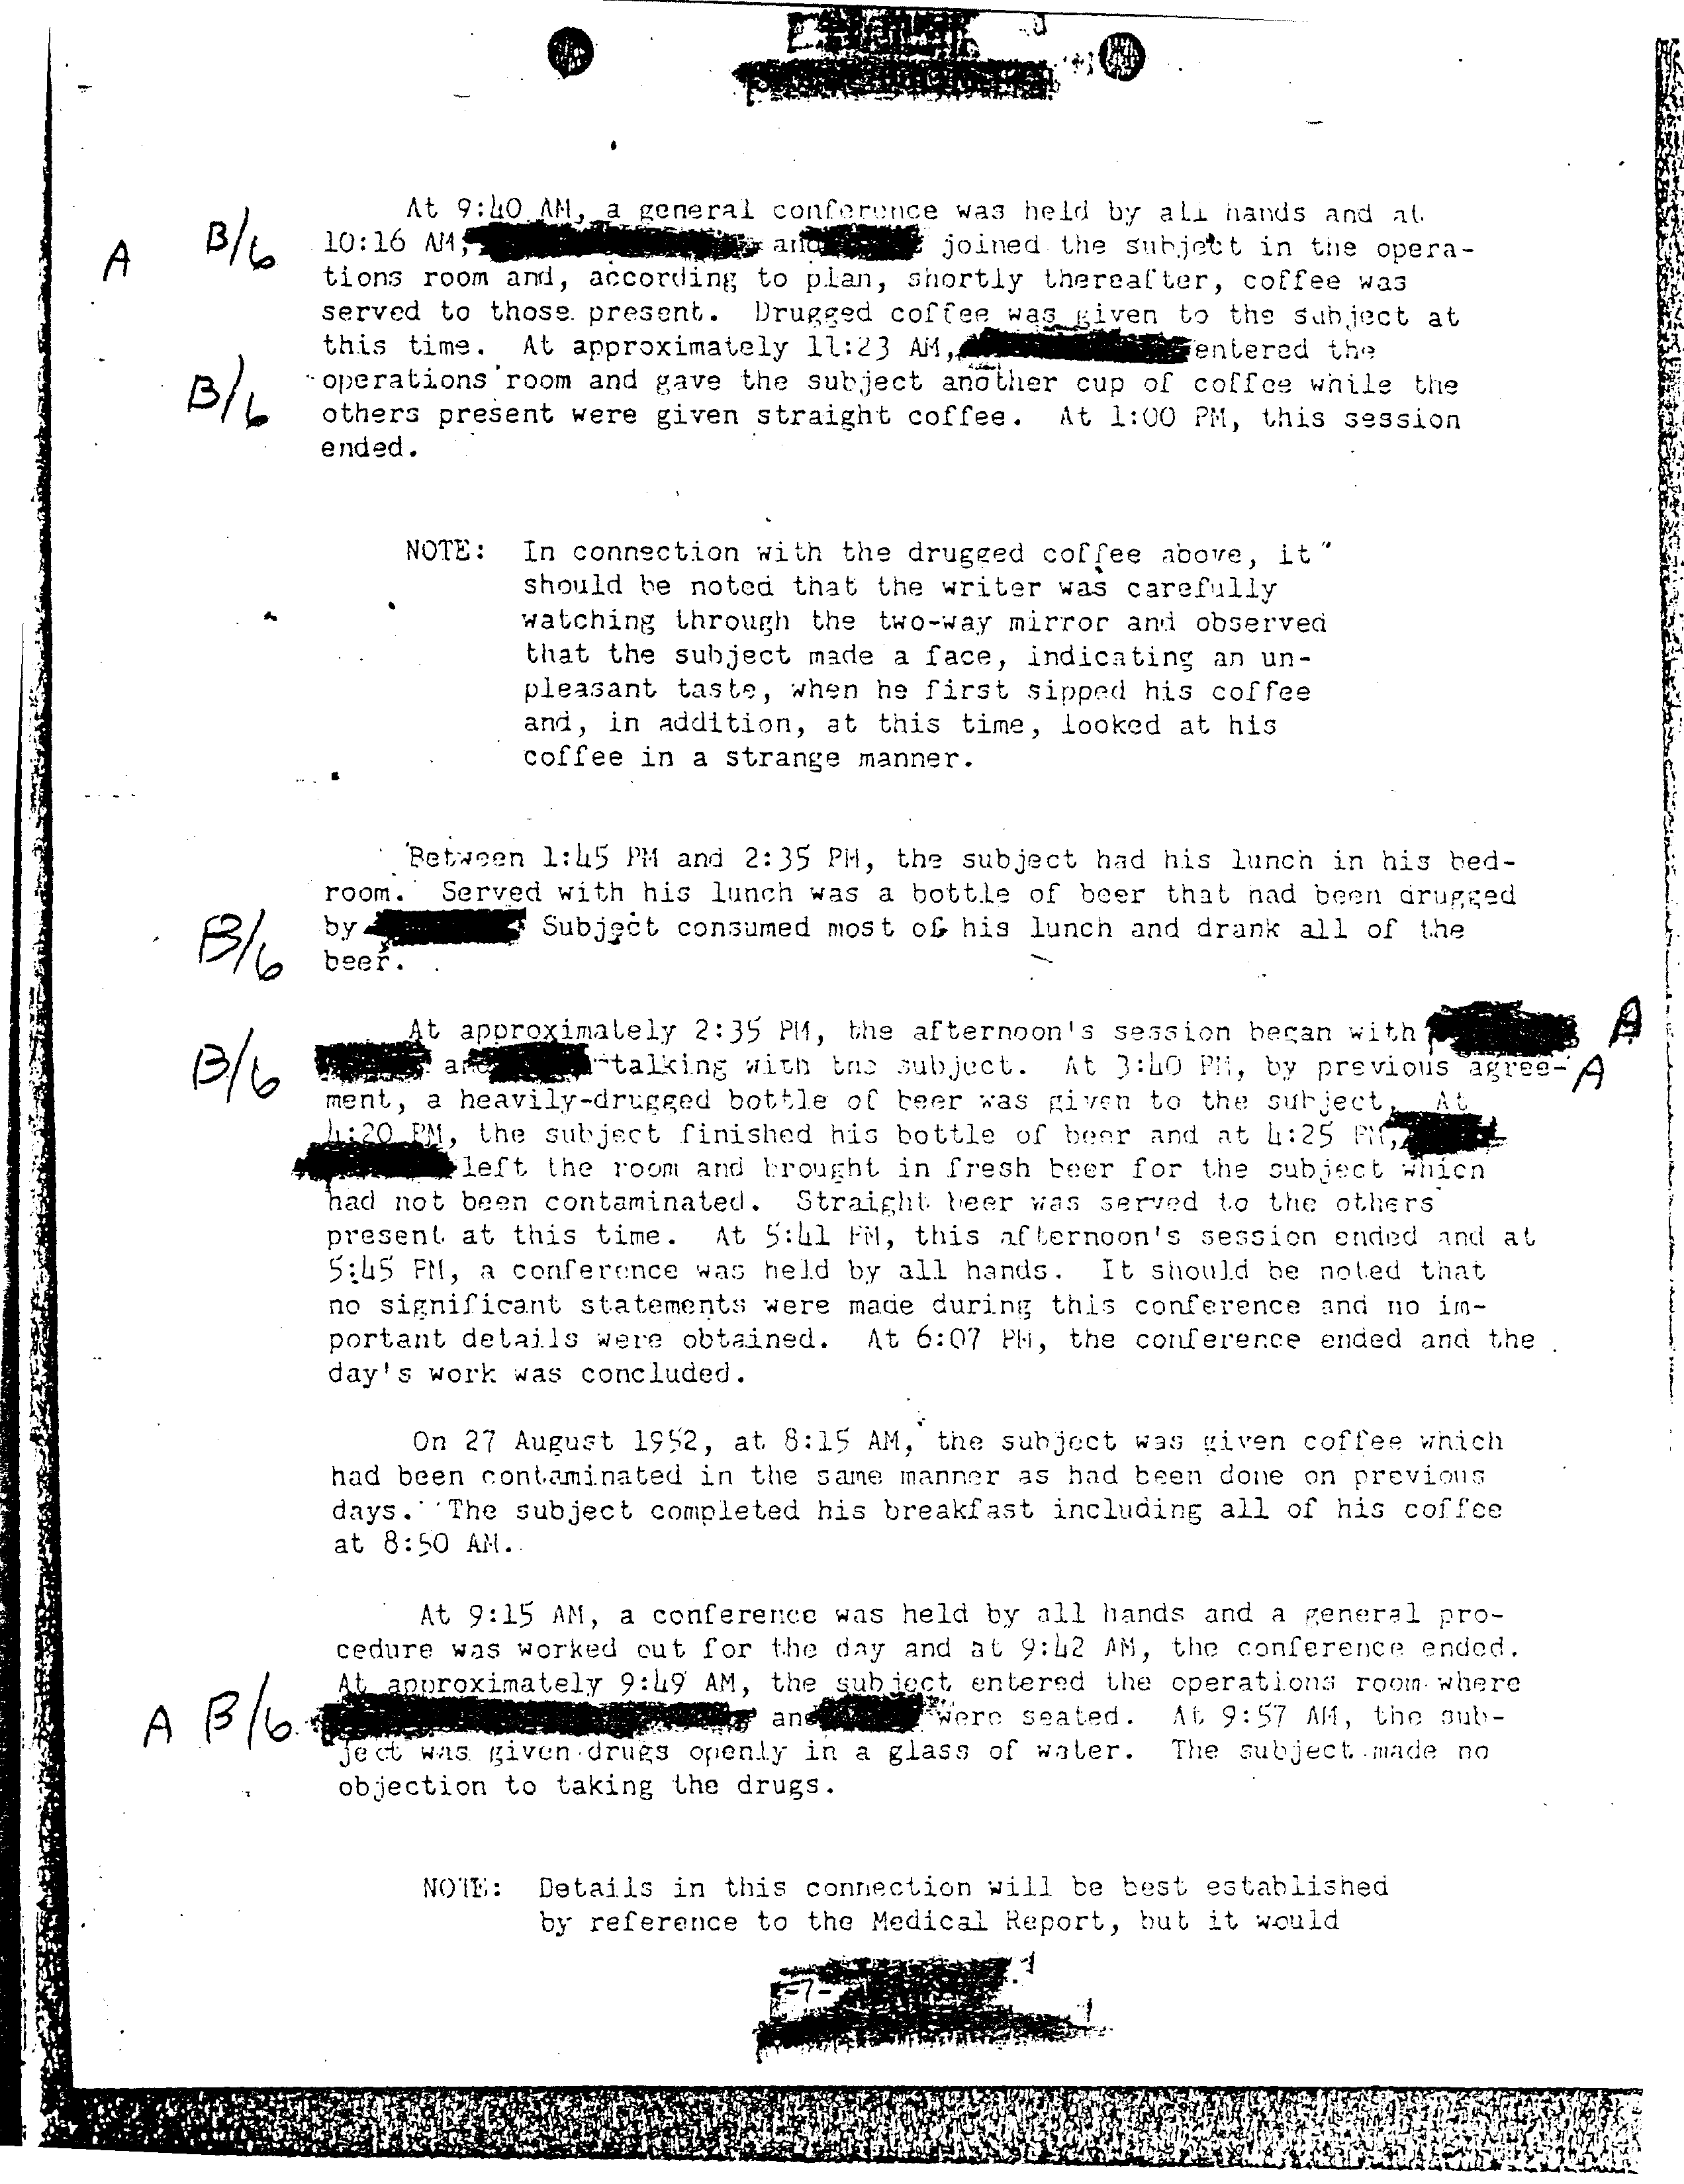 At 9:40 AM, a general conference was held by all hands and at
A B/6 10:16 AM, and joined the subject in the opera-
tions room and, according to plan, shortly thereafter, coffee was
served to those present. Drugged coffee was given to the subject at
this time. At approximately 11:23 AM, entered the
B/6 operations room and gave the subject another cup of coffee while the
others present were given straight coffee. At 1:00 PM, this session
ended.
NOTE: In connection with the drugged coffee above, it
should be noted that the writer was carefully
watching through the two-way mirror and observed
that the subject made a face, indicating an un-
pleasant taste, when he first sipped his coffee
and, in addition, at this time, looked at his
coffee in a strange manner.
Between 1:45 PM and 2:35 PM, the subject had his lunch in his bed-
room. Served with his lunch was a bottle of beer that had been drugged
B/6 by Subject consumed most of his lunch and drank all of the
beer.
At approximately 2:35 PM, the afternoon's session began with A
B/6 and talking with the subject. At 3:40 PM, by previous agree- A
ment, a heavily-drugged bottle of beer was given to the subject. At
4:20 PM, the subject finished his bottle of beer and at 4:25 PM,
left the room and brought in fresh beer for the subject which
had not been contaminated. Straight beer was served to the others
present at this time. At 5:41 PM, this afternoon's session ended and at
5:45 PM, a conference was held by all hands. It should be noted that
no significant statements were made during this conference and no im-
portant details were obtained. At 6:07 PM, the conference ended and the
day's work was concluded.
On 27 August 1952, at 8:15 AM, the subject was given coffee which
had been contaminated in the same manner as had been done on previous
days. The subject completed his breakfast including all of his coffee
at 8:50 AM.
At 9:15 AM, a conference was held by all hands and a general pro-
cedure was worked out for the day and at 9:42 AM, the conference ended.
At approximately 9:49 AM, the subject entered the operations room where
A B/6 and were seated. At 9:57 AM, the sub-
ject was given drugs openly in a glass of water. The subject made no
objection to taking the drugs.
NOTE: Details in this connection will be best established
by reference to the Medical Report, but it would
-7-